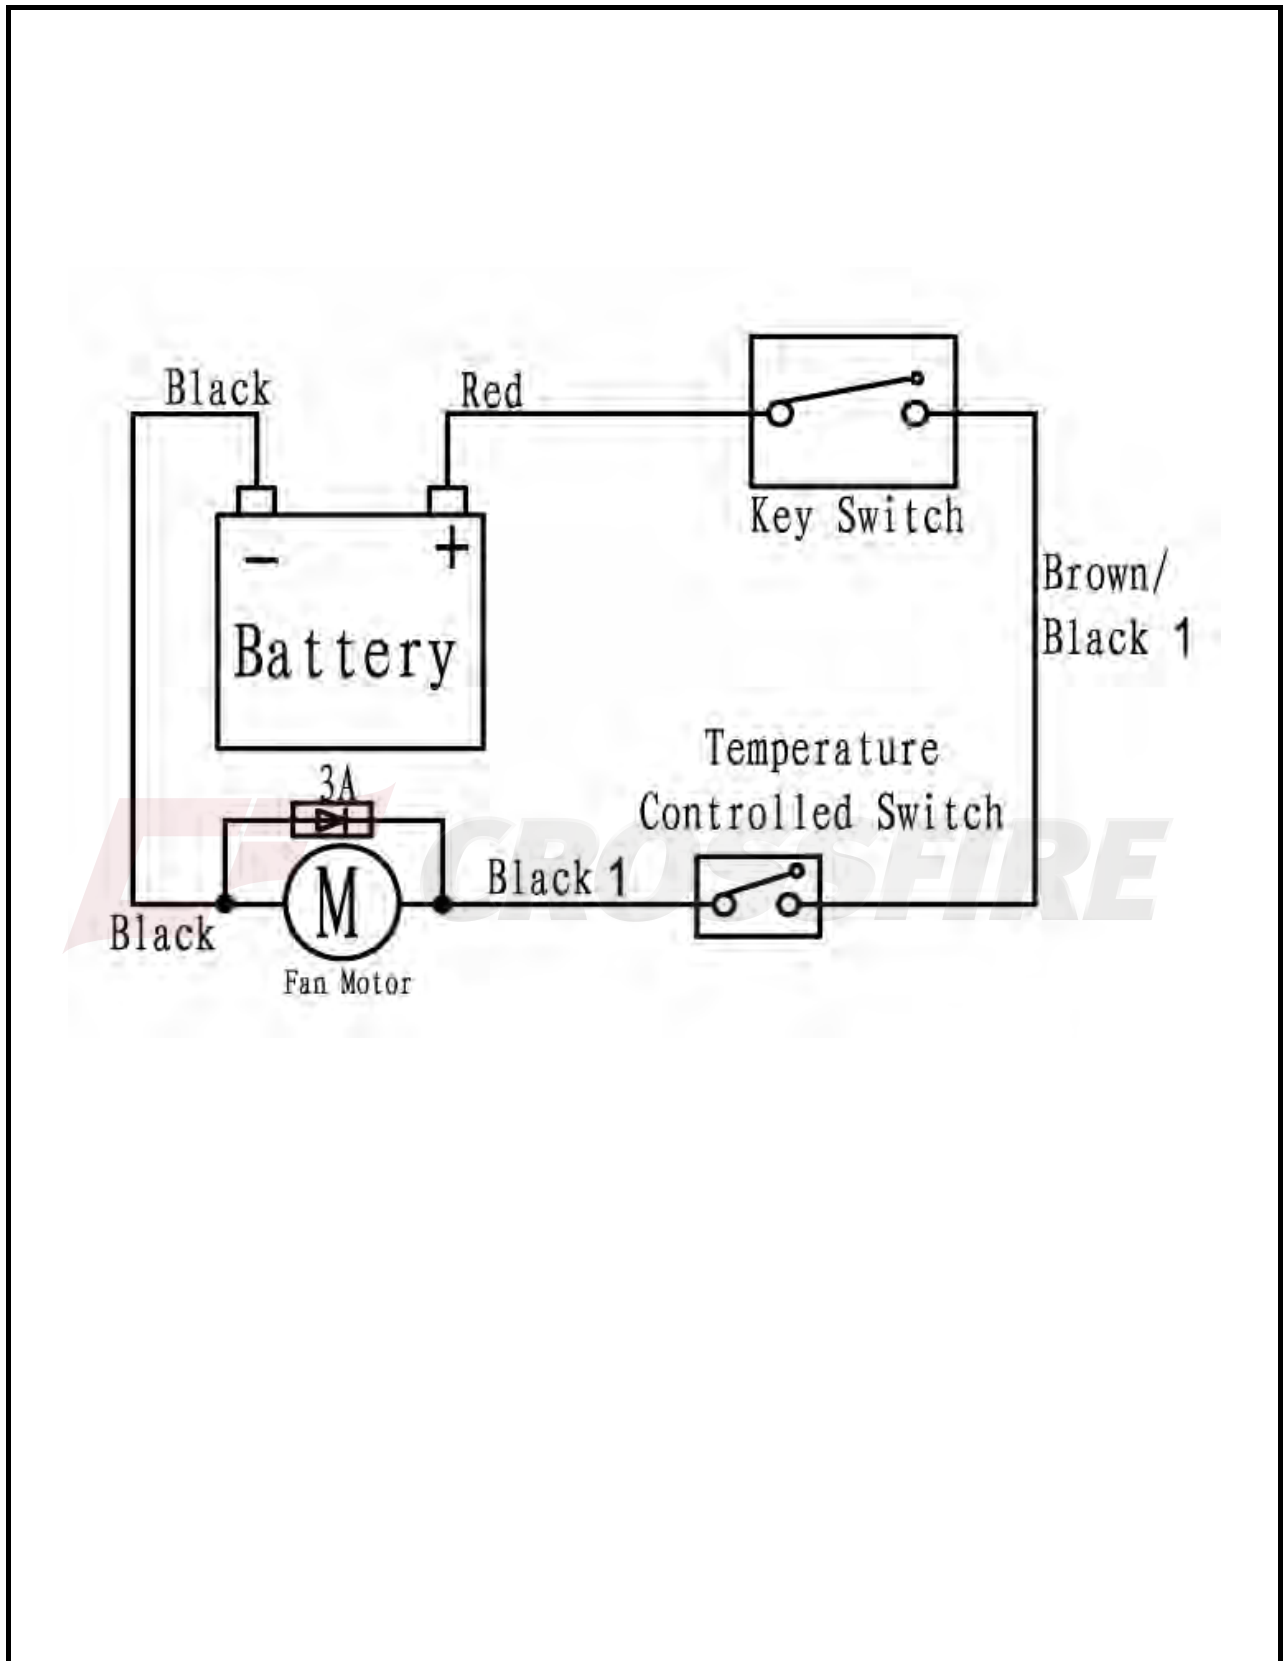 Black
Red
Key Switch
− +
Battery
Brown/
Black 1
Temperature
Controlled Switch
3A
CROSSFIRE
Black 1
M
Black
Fan Motor